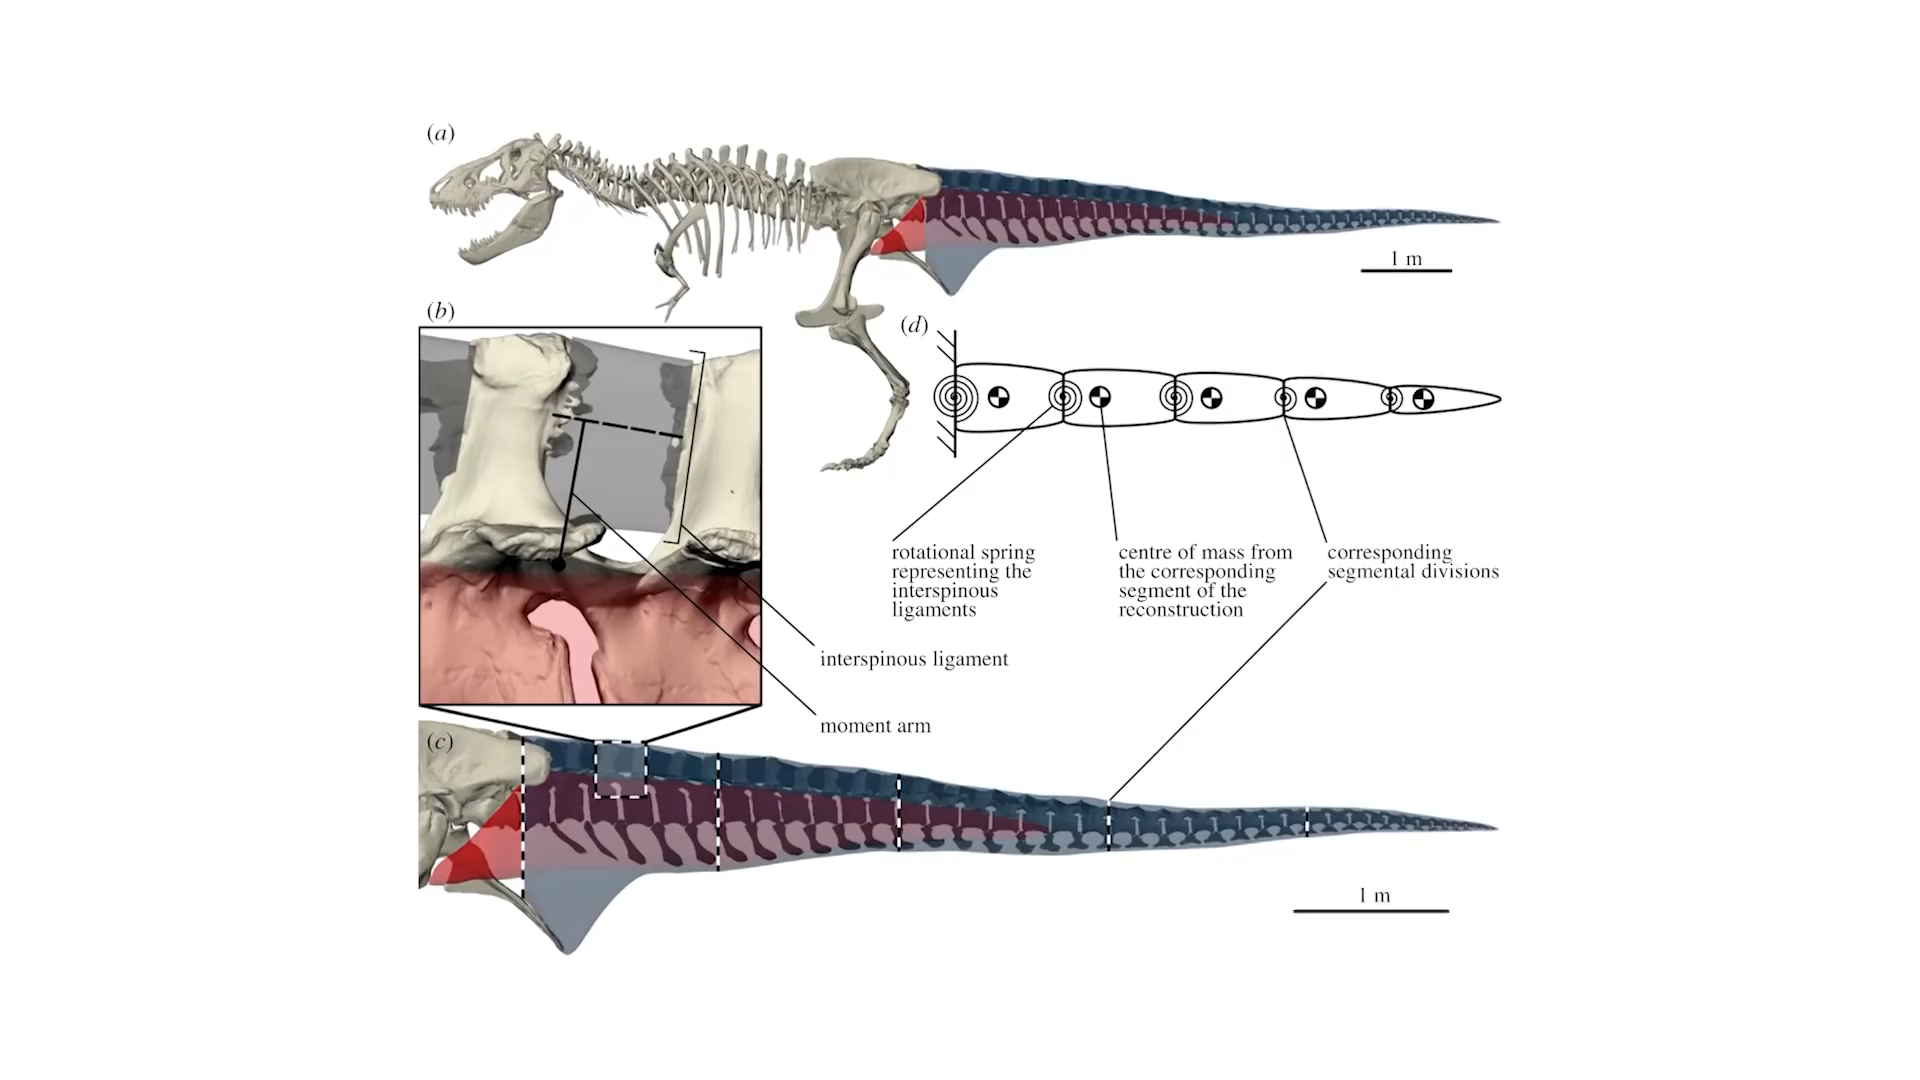 (a)
1 m
(b)
(d)
rotational spring
representing the
interspinous
ligaments
centre of mass from
the corresponding
segment of the
reconstruction
corresponding
segmental divisions
interspinous ligament
moment arm
(c)
1 m